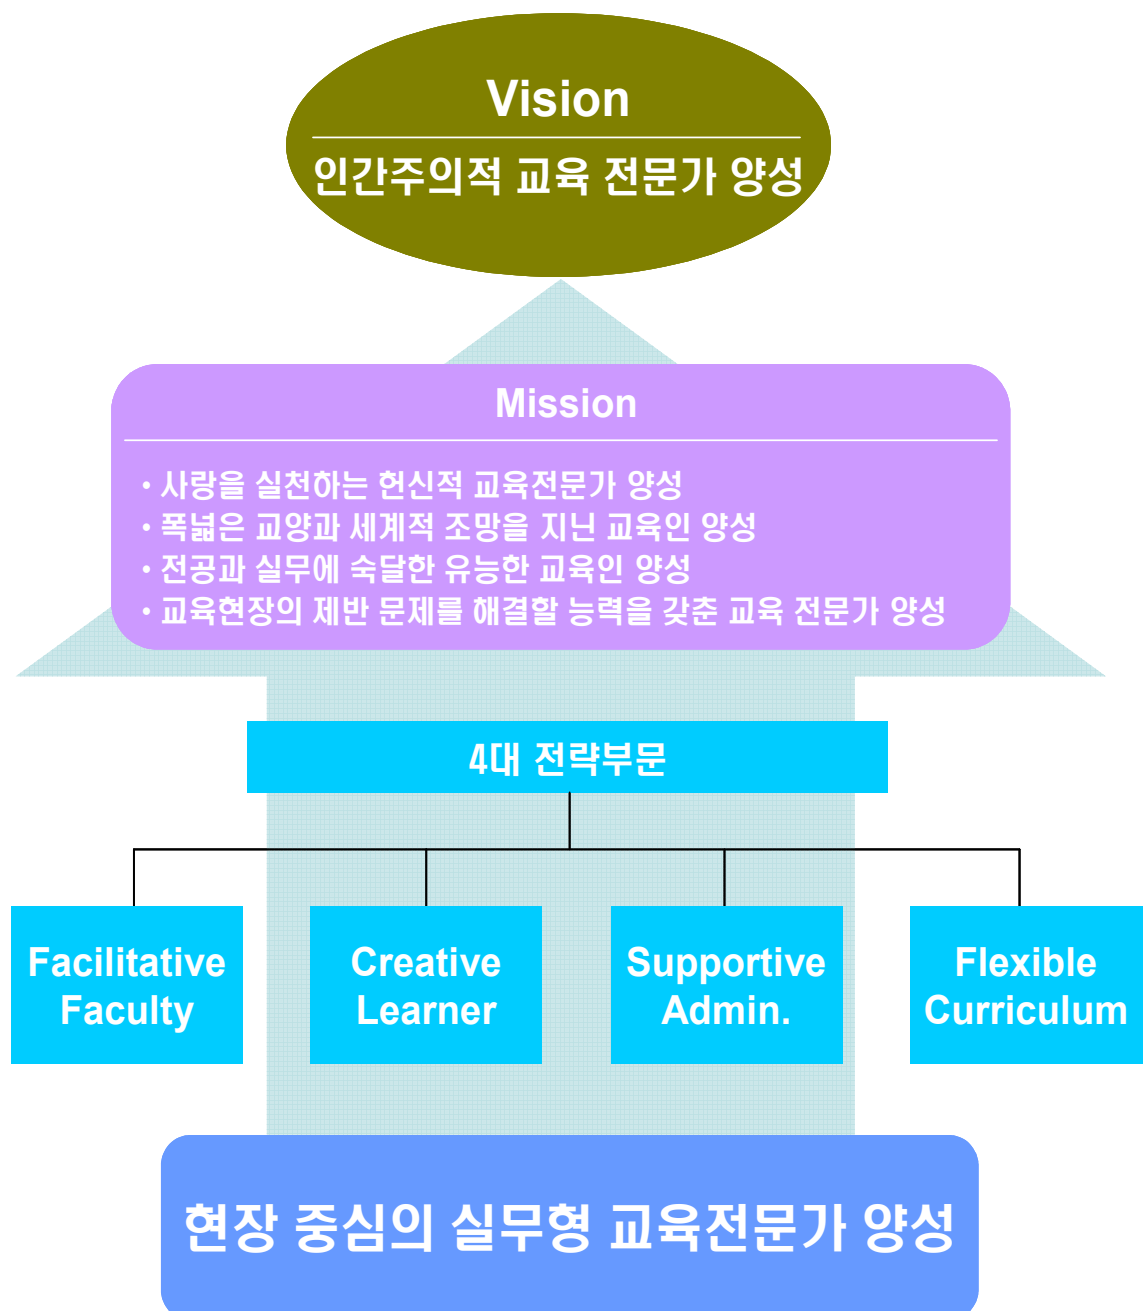 Vision
인간주의적 교육 전문가 양성
Mission
• 사랑을 실천하는 헌신적 교육전문가 양성
• 폭넓은 교양과 세계적 조망을 지닌 교육인 양성
• 전공과 실무에 숙달한 유능한 교육인 양성
• 교육현장의 제반 문제를 해결할 능력을 갖춘 교육 전문가 양성
4대 전략부문
Facilitative
Faculty
Creative
Learner
Supportive
Admin.
Flexible
Curriculum
현장 중심의 실무형 교육전문가 양성